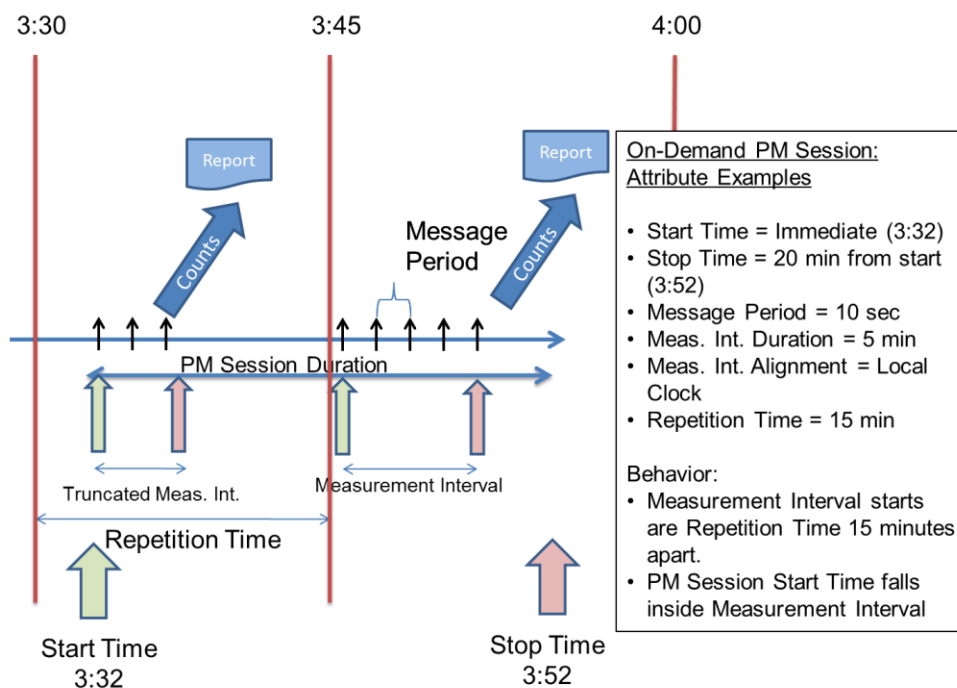 3:30
3:45
4:00
Report
Report
Counts
Counts
Message
Period
PM Session Duration
Truncated Meas. Int.
Measurement Interval
Repetition Time
Start Time
3:32
Stop Time
3:52
On-Demand PM Session:
Attribute Examples
• Start Time = Immediate (3:32)
• Stop Time = 20 min from start
(3:52)
• Message Period = 10 sec
• Meas. Int. Duration = 5 min
• Meas. Int. Alignment = Local
Clock
• Repetition Time = 15 min
Behavior:
• Measurement Interval starts
are Repetition Time 15 minutes
apart.
• PM Session Start Time falls
inside Measurement Interval